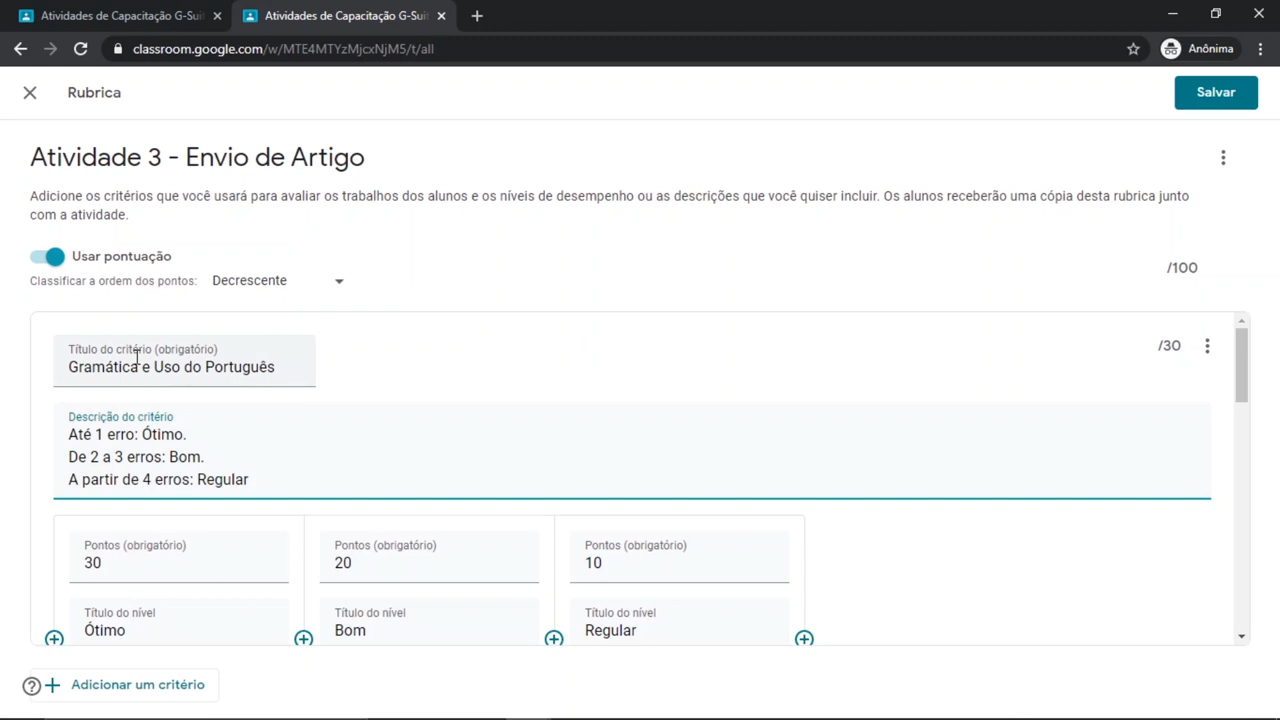 Atividades de Capacitação G-Suit
Atividades de Capacitação G-Suit
classroom.google.com/w/MTE4MTYzMjcxNjM5/t/all
Anônima
Rubrica
Salvar
Atividade 3 - Envio de Artigo
Adicione os critérios que você usará para avaliar os trabalhos dos alunos e os níveis de desempenho ou as descrições que você quiser incluir. Os alunos receberão uma cópia desta rubrica junto
com a atividade.
Usar pontuação
/100
Classificar a ordem dos pontos: Decrescente
Título do critério (obrigatório)
/30
Gramática e Uso do Português
Descrição do critério
Até 1 erro: Ótimo.
De 2 a 3 erros: Bom.
A partir de 4 erros: Regular
Pontos (obrigatório) Pontos (obrigatório) Pontos (obrigatório)
30 20 10
Título do nível Título do nível Título do nível
Ótimo Bom Regular
Adicionar um critério